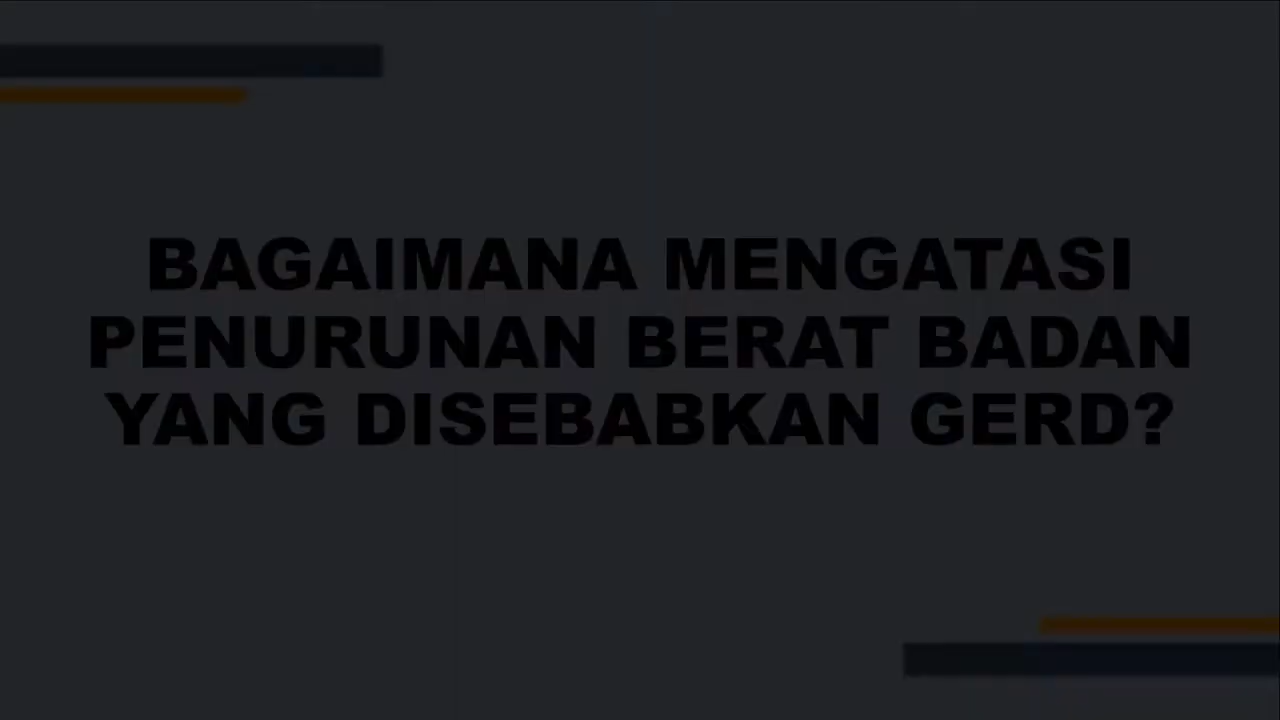 BAGAIMANA MENGATASI
PENURUNAN BERAT BADAN
YANG DISEBABKAN GERD?